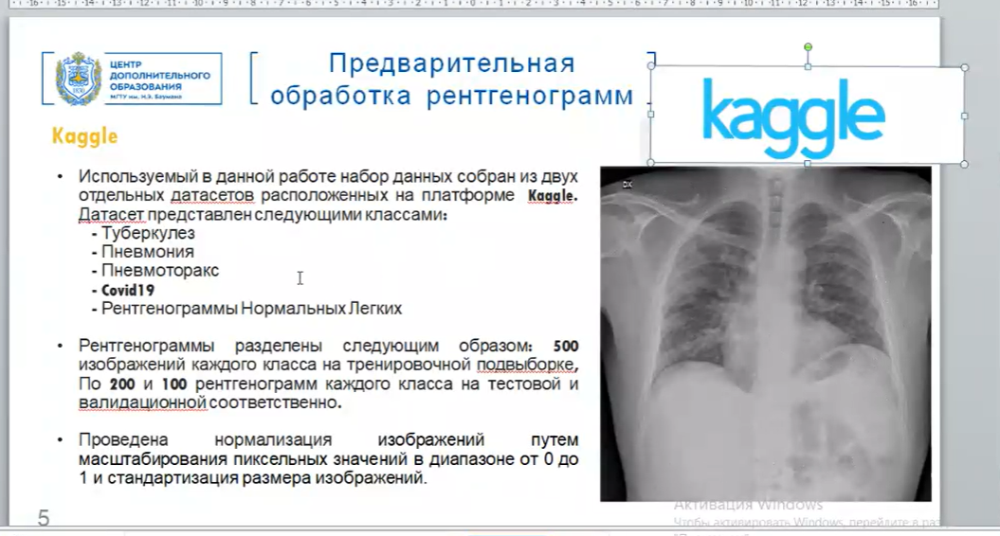 ЦЕНТР
ДОПОЛНИТЕЛЬНОГО
ОБРАЗОВАНИЯ
МГТУ им. Н.Э. Баумана
Предварительная
обработка рентгенограмм
kaggle
Kaggle
• Используемый в данной работе набор данных собран из двух
отдельных датасетов расположенных на платформе Kaggle.
Датасет представлен следующими классами:
- Туберкулез
- Пневмония
- Пневмоторакс
- Covid19
- Рентгенограммы Нормальных Легких
• Рентгенограммы разделены следующим образом: 500
изображений каждого класса на тренировочной подвыборке,
По 200 и 100 рентгенограмм каждого класса на тестовой и
валидационной соответственно.
• Проведена нормализация изображений путем
масштабирования пиксельных значений в диапазоне от 0 до
1 и стандартизация размера изображений.
5
Активация Windows
Чтобы активировать Windows, перейдите в раз